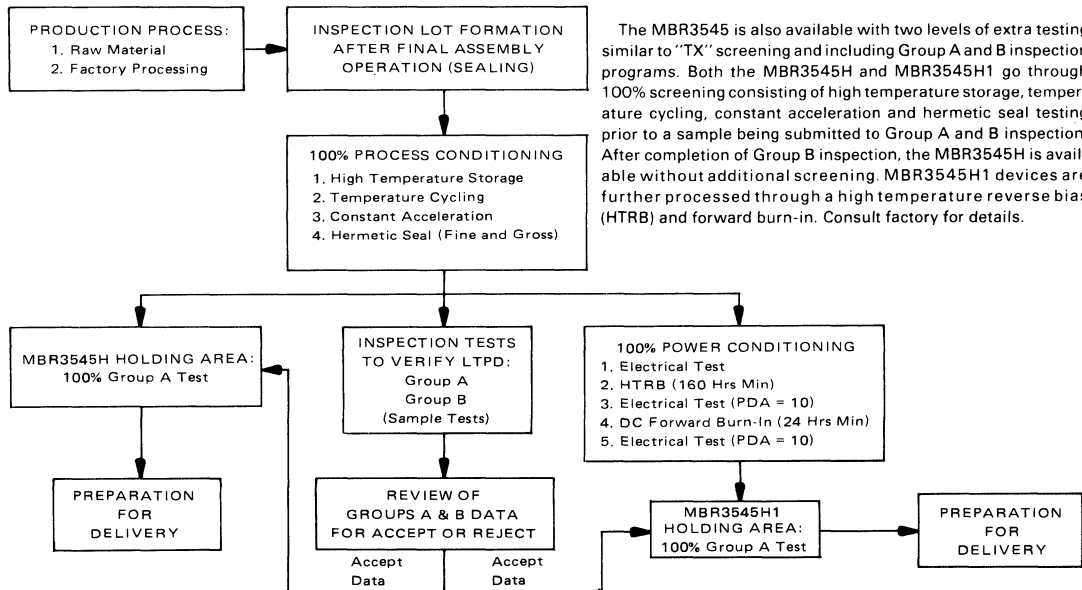 PRODUCTION PROCESS:
1. Raw Material
2. Factory Processing
INSPECTION LOT FORMATION
AFTER FINAL ASSEMBLY
OPERATION (SEALING)
The MBR3545 is also available with two levels of extra testing
similar to "TX" screening and including Group A and B inspection
programs. Both the MBR3545H and MBR3545H1 go through
100% screening consisting of high temperature storage, temper-
ature cycling, constant acceleration and hermetic seal testing
prior to a sample being submitted to Group A and B inspection
After completion of Group B inspection, the MBR3545H is avail-
able without additional screening. MBR3545H1 devices are
further processed through a high temperature reverse bias
(HTRB) and forward burn-in. Consult factory for details.
100% PROCESS CONDITIONING
1. High Temperature Storage
2. Temperature Cycling
3. Constant Acceleration
4. Hermetic Seal (Fine and Gross)
MBR3545H HOLDING AREA:
100% Group A Test
INSPECTION TESTS
TO VERIFY LTPD:
Group A
Group B
(Sample Tests)
100% POWER CONDITIONING
1. Electrical Test
2. HTRB (160 Hrs Min)
3. Electrical Test (PDA = 10)
4. DC Forward Burn-In (24 Hrs Min)
5. Electrical Test (PDA = 10)
PREPARATION
FOR
DELIVERY
REVIEW OF
GROUPS A & B DATA
FOR ACCEPT OR REJECT
MBR3545H1
HOLDING AREA:
100% Group A Test
PREPARATION
FOR
DELIVERY
Accept
Data
Accept
Data